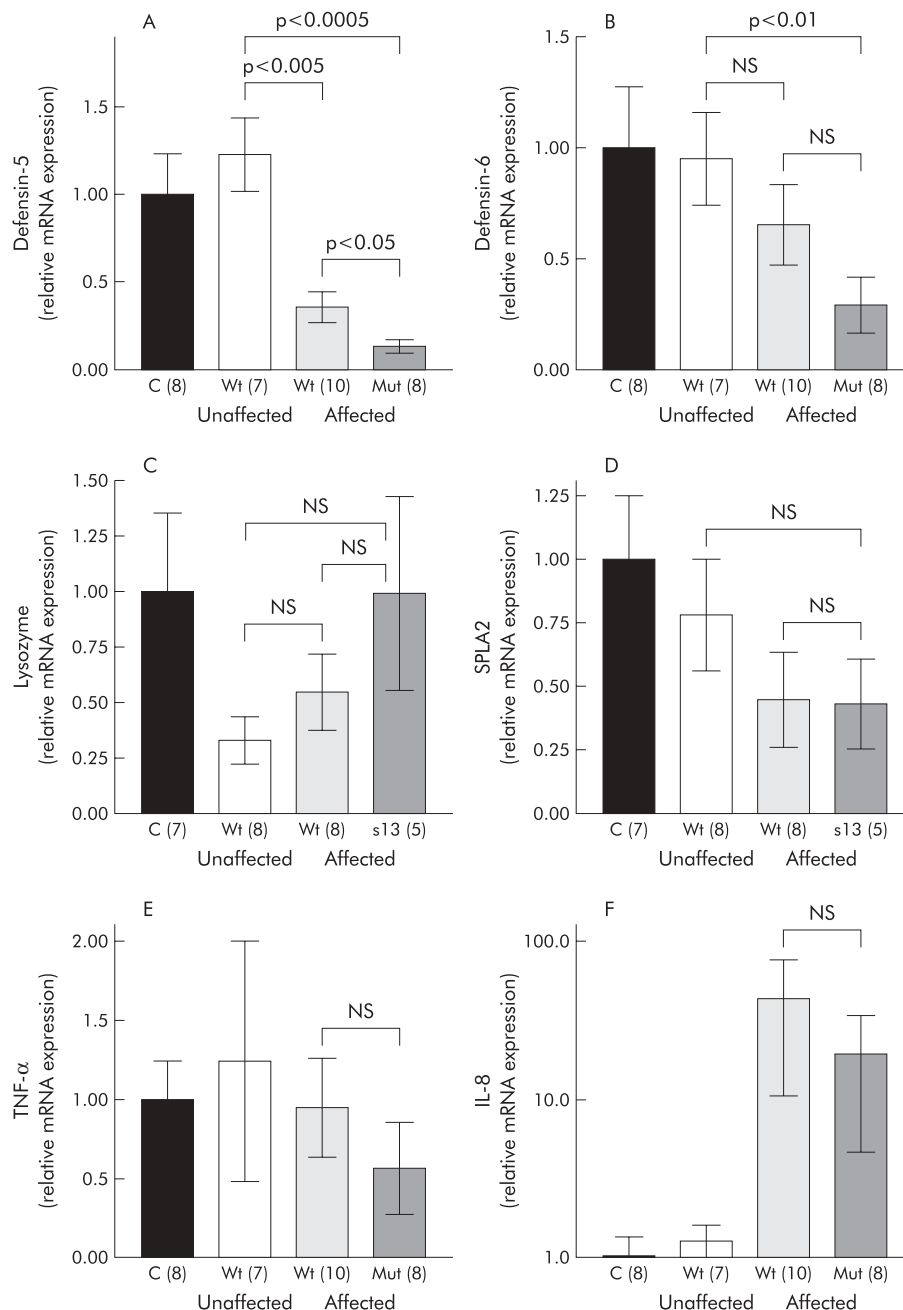 A
p<0.0005
p<0.005
p<0.05
Defensin-5
(relative mRNA expression)
1.5
1.00
0.5
0.00
C (8)
Wt (7)
Wt (10)
Mut (8)
Unaffected
Affected
B
p<0.01
NS
NS
Defensin-6
(relative mRNA expression)
1.5
1.00
0.5
0.00
C (8)
Wt (7)
Wt (10)
Mut (8)
Unaffected
Affected
C
NS
NS
NS
Lysozyme
(relative mRNA expression)
1.50
1.25
1.00
0.75
0.50
0.25
0.00
C (7)
Wt (8)
Wt (8)
s13 (5)
Unaffected
Affected
D
NS
NS
SPLA2
(relative mRNA expression)
1.25
1.00
0.75
0.50
0.25
0.00
C (7)
Wt (8)
Wt (8)
s13 (5)
Unaffected
Affected
E
NS
TNF-α
(relative mRNA expression)
2.00
1.5
1.00
0.5
0.00
C (8)
Wt (7)
Wt (10)
Mut (8)
Unaffected
Affected
F
NS
IL-8
(relative mRNA expression)
100.0
10.0
1.0
C (8)
Wt (7)
Wt (10)
Mut (8)
Unaffected
Affected